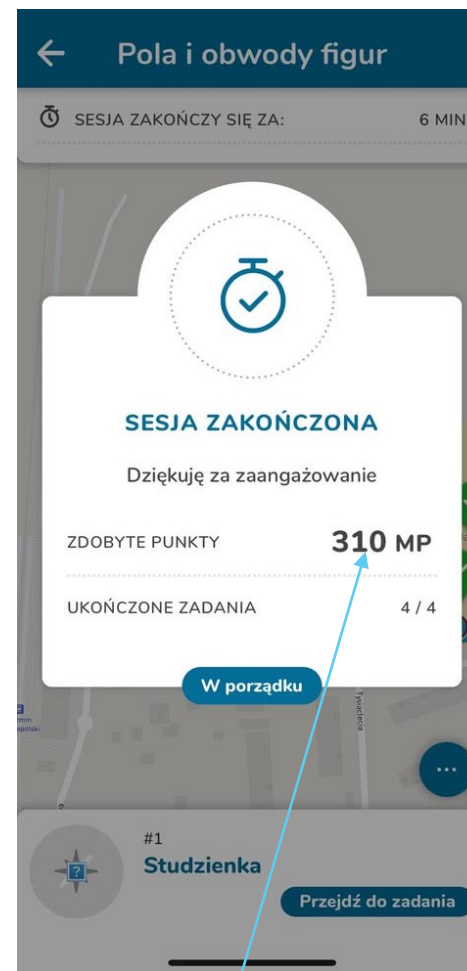 Pola i obwody figur
SESJA ZAKOŃCZY SIĘ ZA: 6 MIN
SESJA ZAKOŃCZONA
Dziękuję za zaangażowanie
ZDOBYTE PUNKTY 310 MP
UKOŃCZONE ZADANIA 4 / 4
W porządku
Tysiąclecia
#1
?
Studzienka
Przejdź do zadania